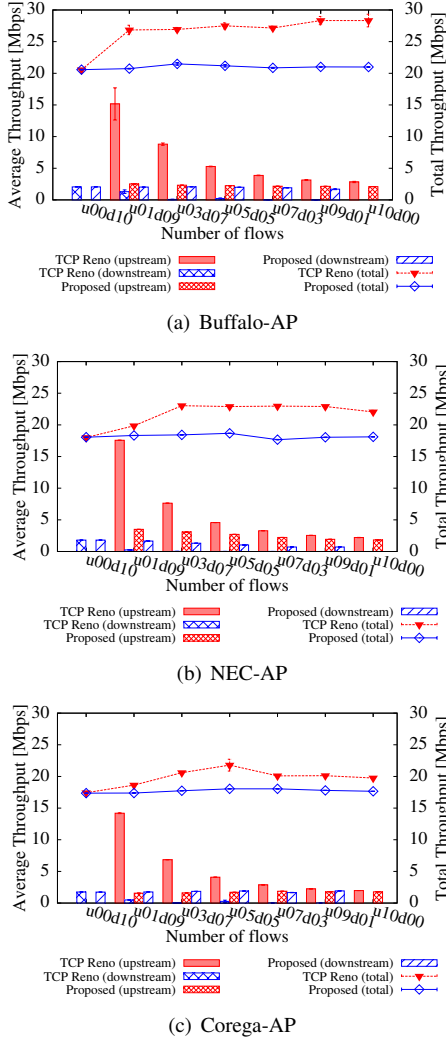 Average Throughput [Mbps]
Total Throughput [Mbps]
30
25
20
15
10
5
0
30
25
20
15
10
5
0
u00d10
u01d09
u03d07
u05d05
u07d03
u09d01
u10d00
Number of flows
TCP Reno (upstream)
TCP Reno (downstream)
Proposed (upstream)
Proposed (downstream)
TCP Reno (total)
Proposed (total)
(a) Buffalo-AP
Average Throughput [Mbps]
Total Throughput [Mbps]
30
25
20
15
10
5
0
30
25
20
15
10
5
0
u00d10
u01d09
u03d07
u05d05
u07d03
u09d01
u10d00
Number of flows
TCP Reno (upstream)
TCP Reno (downstream)
Proposed (upstream)
Proposed (downstream)
TCP Reno (total)
Proposed (total)
(b) NEC-AP
Average Throughput [Mbps]
Total Throughput [Mbps]
30
25
20
15
10
5
0
30
25
20
15
10
5
0
u00d10
u01d09
u03d07
u05d05
u07d03
u09d01
u10d00
Number of flows
TCP Reno (upstream)
TCP Reno (downstream)
Proposed (upstream)
Proposed (downstream)
TCP Reno (total)
Proposed (total)
(c) Corega-AP